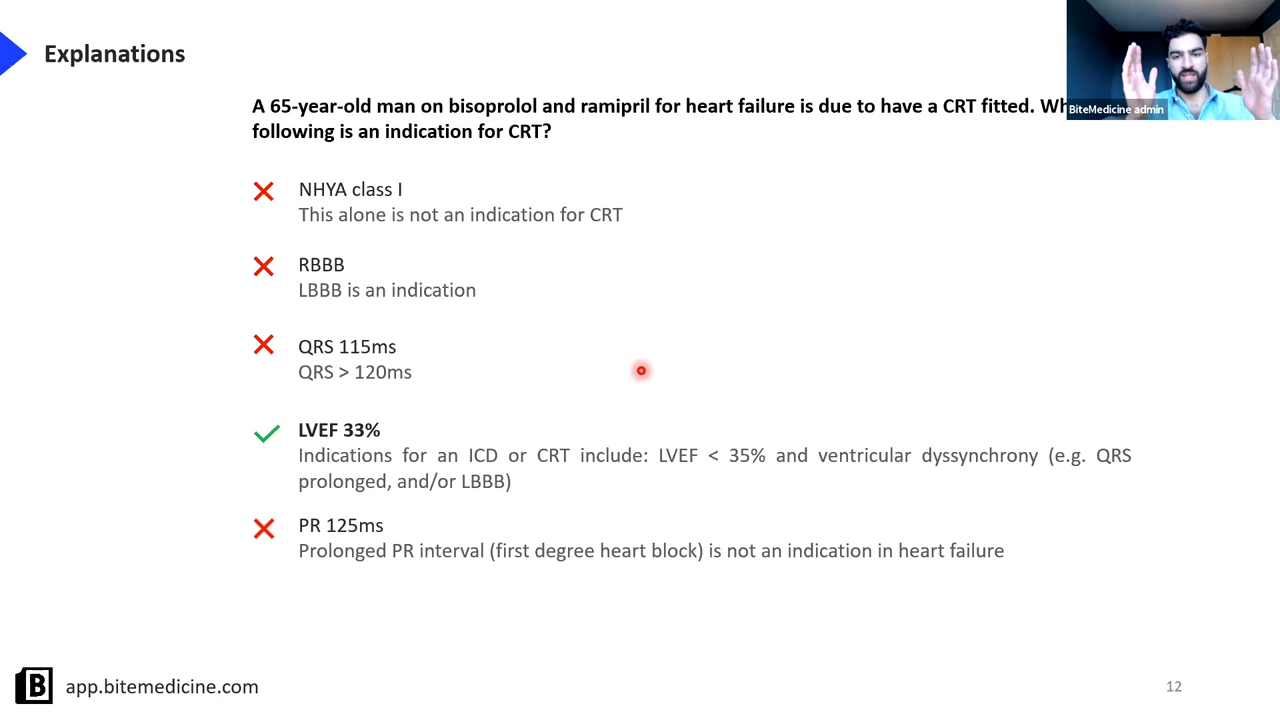 Explanations
A 65-year-old man on bisoprolol and ramipril for heart failure is due to have a CRT fitted.
following is an indication for CRT?
BiteMedicine admin
NHYA class I
This alone is not an indication for CRT
RBBB
LBBB is an indication
QRS 115ms
QRS > 120ms
LVEF 33%
Indications for an ICD or CRT include: LVEF < 35% and ventricular dyssynchrony (e.g. QRS
prolonged, and/or LBBB)
PR 125ms
Prolonged PR interval (first degree heart block) is not an indication in heart failure
B app.bitemedicine.com
12